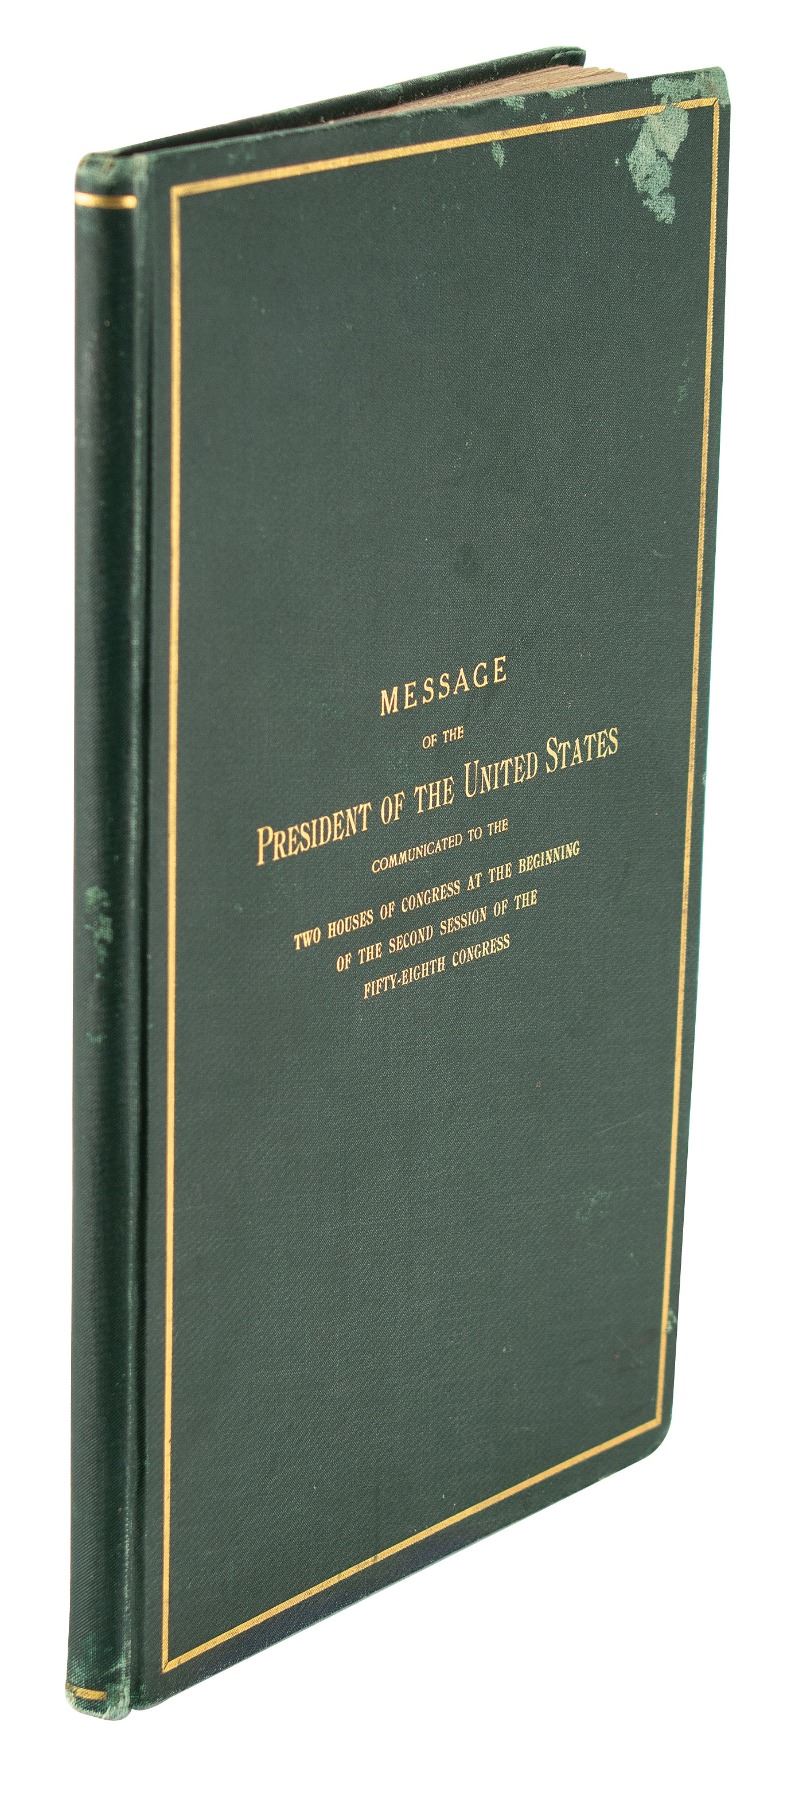 MESSAGE
OF THE
PRESIDENT OF THE UNITED STATES
COMMUNICATED TO THE
TWO HOUSES OF CONGRESS AT THE BEGINNING
OF THE SECOND SESSION OF THE
FIFTY-EIGHTH CONGRESS